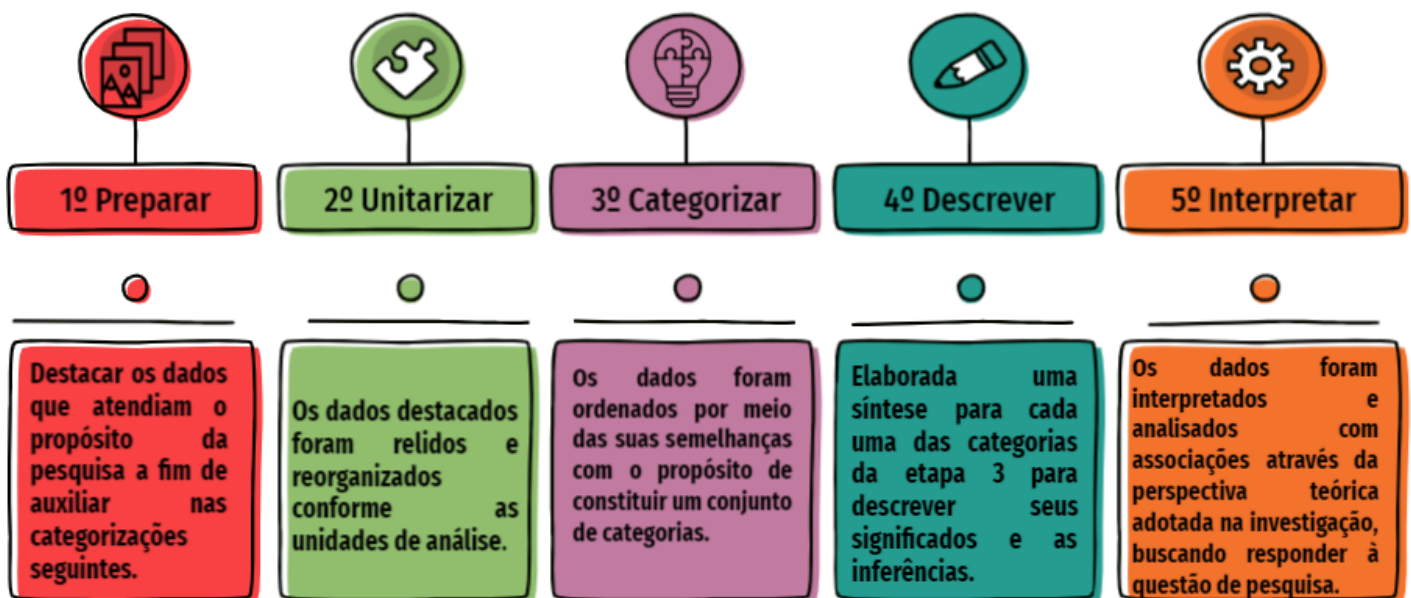 1º Preparar
2º Unitarizar
3º Categorizar
4º Descrever
5º Interpretar
Destacar os dados
que atendiam o
propósito da
pesquisa a fim de
auxiliar nas
categorizações
seguintes.
Os dados destacados
foram relidos e
reorganizados
conforme as
unidades de análise.
Os dados foram
ordenados por meio
das suas semelhanças
com o propósito de
constituir um conjunto
de categorias.
Elaborada uma
síntese para cada
uma das categorias
da etapa 3 para
descrever seus
significados e as
inferências.
Os dados foram
interpretados e
analisados com
associações através da
perspectiva teórica
adotada na investigação,
buscando responder à
questão de pesquisa.